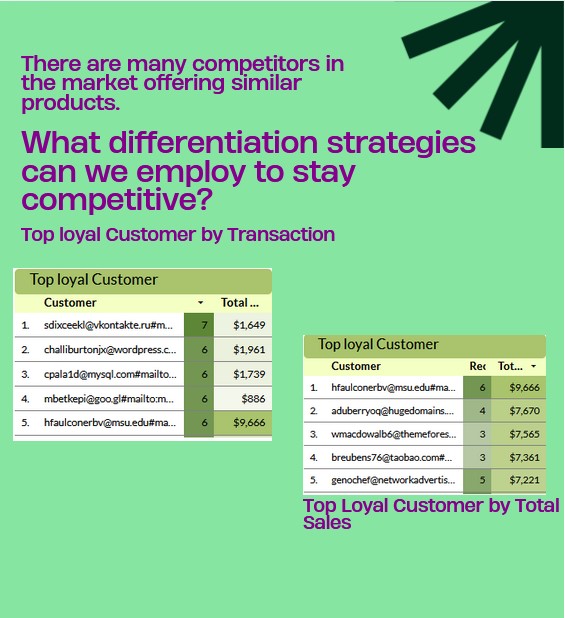 There are many competitors in
the market offering similar
products.
What differentiation strategies
can we employ to stay
competitive?
Top loyal Customer by Transaction
Top loyal Customer
Customer Total ...
1. sdixceekl@vkontakte.ru#m... 7 $1,649
2. challiburtonjx@wordpress.c... 6 $1,961
3. cpala1d@mysql.com#mailto... 6 $1,739
4. mbetkepi@goo.gl#mailto:m... 6 $886
5. hfaulconerbv@msu.edu#ma... 6 $9,666
Top loyal Customer
Customer Rec Tot...
1. hfaulconerbv@msu.edu#ma... 6 $9,666
2. aduberryoq@hugedomains.... 4 $7,670
3. wmacdowalb6@themefores... 3 $7,565
4. breubens76@taobao.com#... 3 $7,361
5. genochef@networkadvertis... 5 $7,221
Top Loyal Customer by Total
Sales